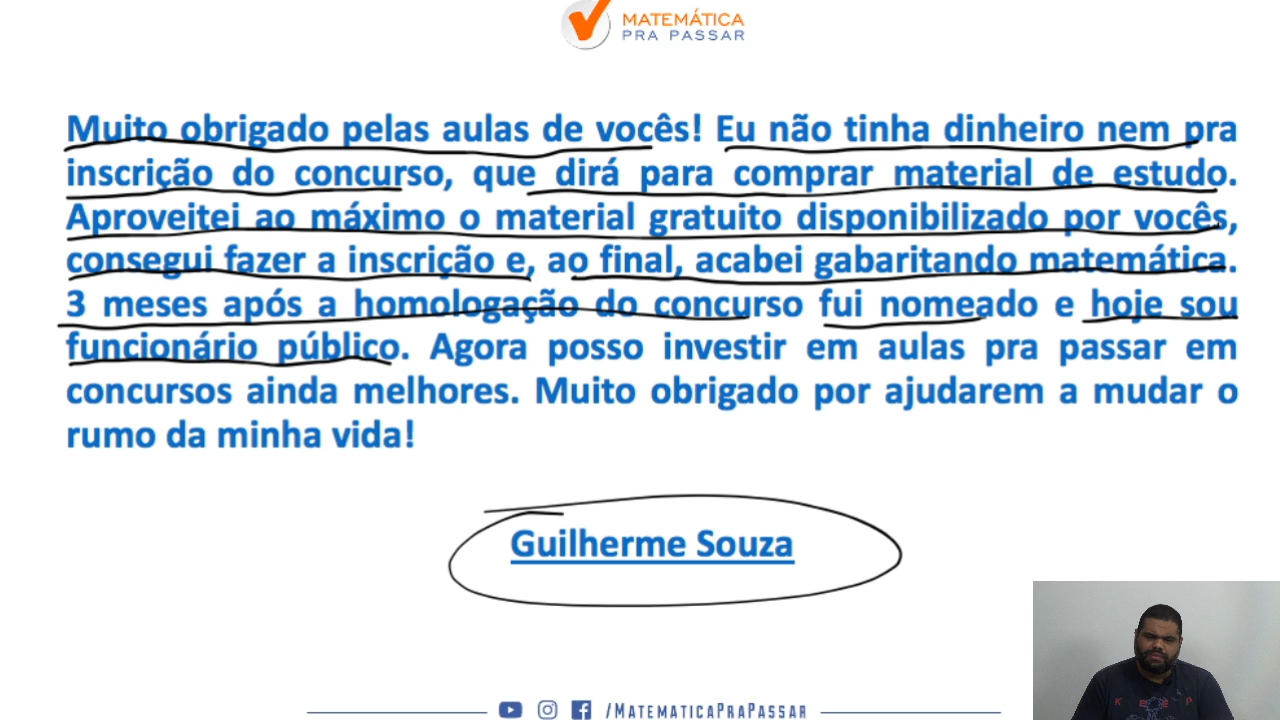 MATEMÁTICA
PRA PASSAR
Muito obrigado pelas aulas de vocês! Eu não tinha dinheiro nem pra
inscrição do concurso, que dirá para comprar material de estudo.
Aproveitei ao máximo o material gratuito disponibilizado por vocês,
consegui fazer a inscrição e, ao final, acabei gabaritando matemática.
3 meses após a homologação do concurso fui nomeado e hoje sou
funcionário público. Agora posso investir em aulas pra passar em
concursos ainda melhores. Muito obrigado por ajudarem a mudar o
rumo da minha vida!
Guilherme Souza
K E E P
/MATEMATICAPRAPASSAR